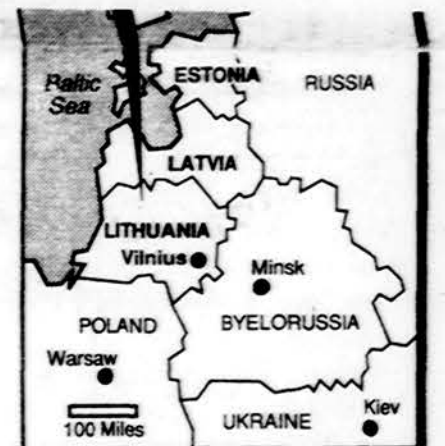 ESTONIA
RUSSIA
Baltic
Sea
LATVIA
LITHUANIA
Vilnius
Minsk
POLAND
BYELORUSSIA
Warsaw
100 Miles
UKRAINE
Kiev